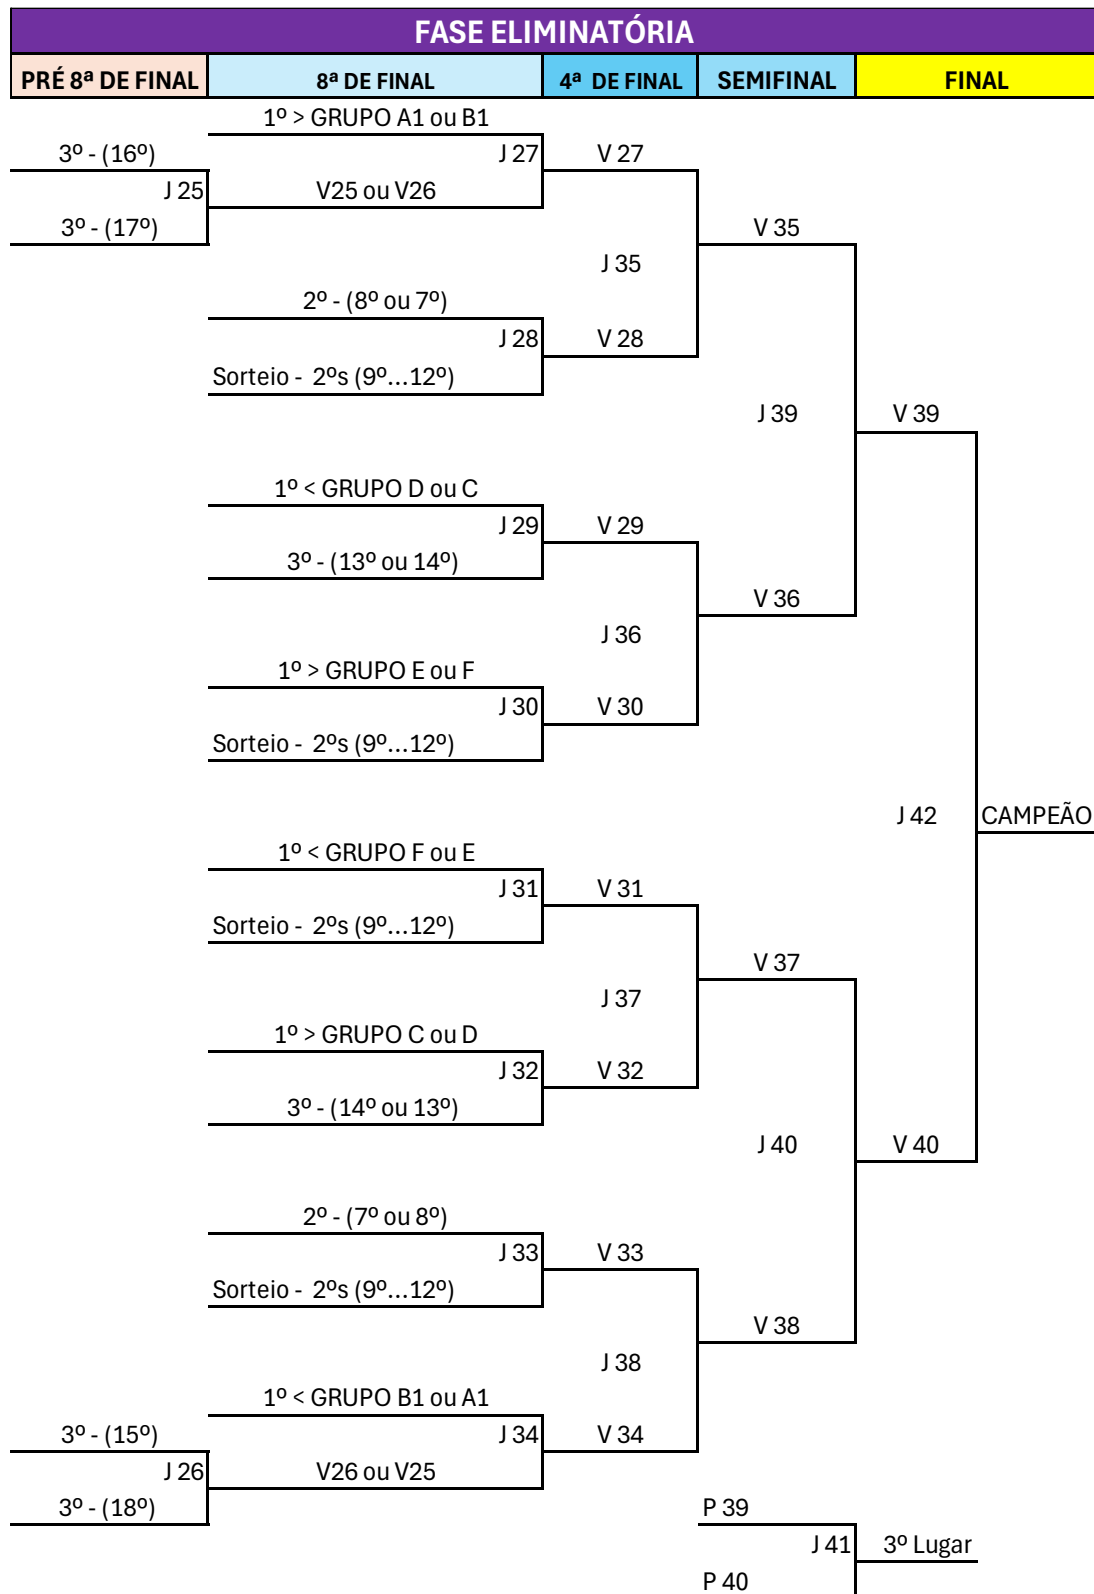 FASE ELIMINATÓRIA
PRÉ 8ª DE FINAL 8ª DE FINAL 4ª DE FINAL SEMIFINAL FINAL
1º > GRUPO A1 ou B1
3º - (16º) J 27 V 27
J 25 V25 ou V26
3º - (17º) V 35
J 35
2º - (8º ou 7º)
J 28 V 28
Sorteio - 2ºs (9º...12º)
J 39 V 39
1º < GRUPO D ou C
J 29 V 29
3º - (13º ou 14º)
V 36
J 36
1º > GRUPO E ou F
J 30 V 30
Sorteio - 2ºs (9º...12º)
J 42 CAMPEÃO
1º < GRUPO F ou E
J 31 V 31
Sorteio - 2ºs (9º...12º)
V 37
J 37
1º > GRUPO C ou D
J 32 V 32
3º - (14º ou 13º)
J 40 V 40
2º - (7º ou 8º)
J 33 V 33
Sorteio - 2ºs (9º...12º)
V 38
J 38
1º < GRUPO B1 ou A1
3º - (15º) J 34 V 34
J 26 V26 ou V25
3º - (18º) P 39
J 41 3º Lugar
P 40